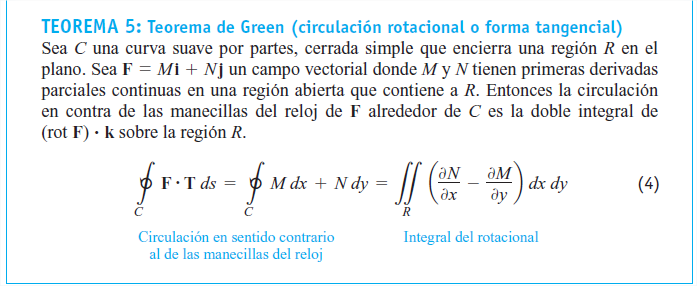 TEOREMA 5: Teorema de Green (circulación rotacional o forma tangencial)
Sea C una curva suave por partes, cerrada simple que encierra una región R en el
plano. Sea F = Mi + Nj un campo vectorial donde M y N tienen primeras derivadas
parciales continuas en una región abierta que contiene a R. Entonces la circulación
en contra de las manecillas del reloj de F alrededor de C es la doble integral de
(rot F) · k sobre la región R.
∮_C F · T ds = ∮_C M dx + N dy = ∬_R (∂N/∂x − ∂M/∂y) dx dy (4)
Circulación en sentido contrario
al de las manecillas del reloj
Integral del rotacional